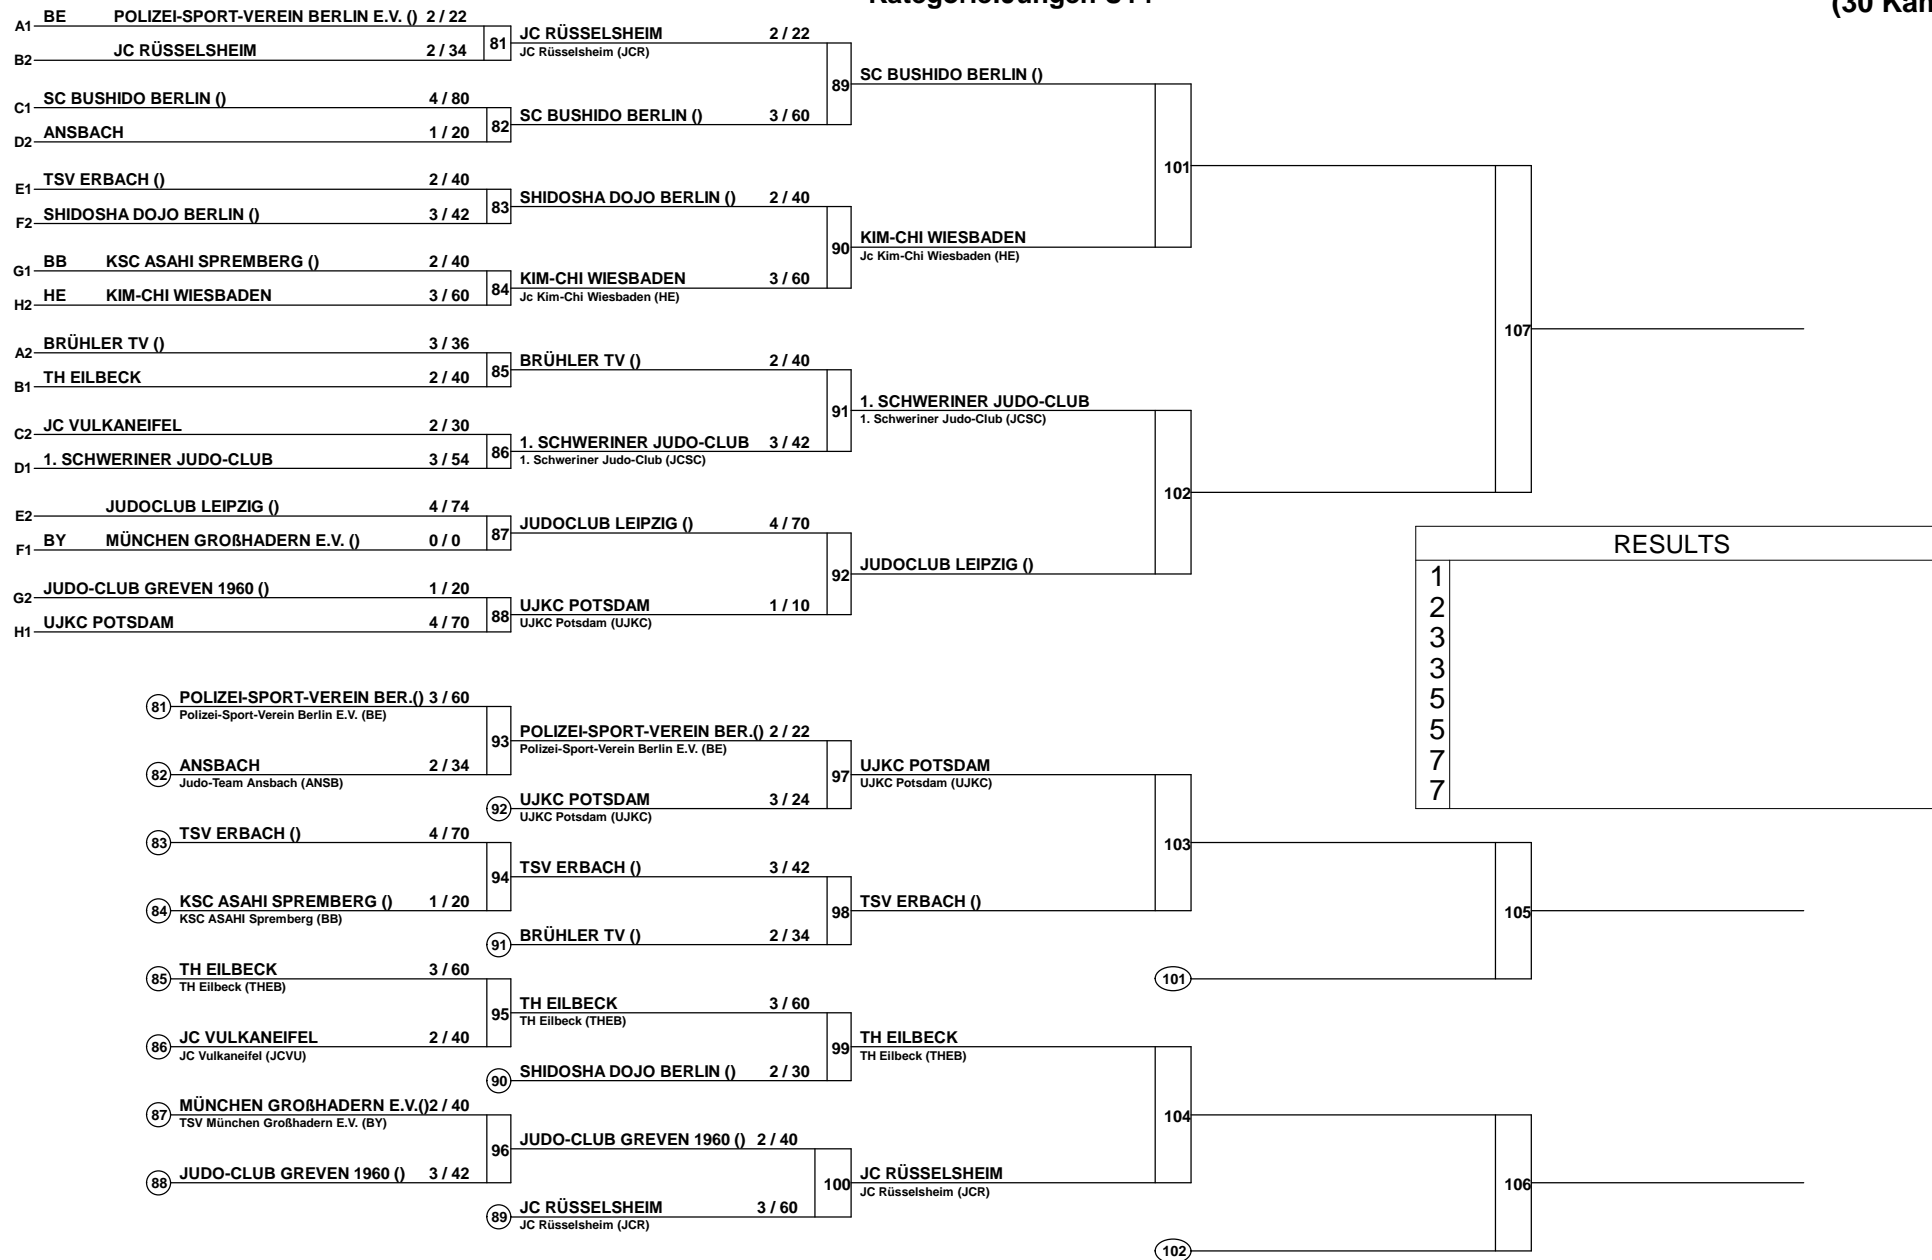 A1 BE POLIZEI-SPORT-VEREIN BERLIN E.V. () 2 / 22
B2 JC RÜSSELSHEIM 2 / 34
81
JC RÜSSELSHEIM 2 / 22
JC Rüsselsheim (JCR)
C1 SC BUSHIDO BERLIN () 4 / 80
D2 ANSBACH 1 / 20
82
SC BUSHIDO BERLIN () 3 / 60
89
SC BUSHIDO BERLIN ()
E1 TSV ERBACH () 2 / 40
F2 SHIDOSHA DOJO BERLIN () 3 / 42
83
SHIDOSHA DOJO BERLIN () 2 / 40
G1 BB KSC ASAHI SPREMBERG () 2 / 40
H2 HE KIM-CHI WIESBADEN 3 / 60
84
KIM-CHI WIESBADEN 3 / 60
Jc Kim-Chi Wiesbaden (HE)
90
KIM-CHI WIESBADEN
Jc Kim-Chi Wiesbaden (HE)
101
A2 BRÜHLER TV () 3 / 36
B1 TH EILBECK 2 / 40
85
BRÜHLER TV () 2 / 40
C2 JC VULKANEIFEL 2 / 30
D1 1. SCHWERINER JUDO-CLUB 3 / 54
86
1. SCHWERINER JUDO-CLUB 3 / 42
1. Schweriner Judo-Club (JCSC)
91
1. SCHWERINER JUDO-CLUB
1. Schweriner Judo-Club (JCSC)
E2 JUDOCLUB LEIPZIG () 4 / 74
F1 BY MÜNCHEN GROßHADERN E.V. () 0 / 0
87
JUDOCLUB LEIPZIG () 4 / 70
G2 JUDO-CLUB GREVEN 1960 () 1 / 20
H1 UJKC POTSDAM 4 / 70
88
UJKC POTSDAM 1 / 10
UJKC Potsdam (UJKC)
92
JUDOCLUB LEIPZIG ()
102
107
RESULTS
1
2
3
3
5
5
7
7
81 POLIZEI-SPORT-VEREIN BER.() 3 / 60
Polizei-Sport-Verein Berlin E.V. (BE)
82 ANSBACH 2 / 34
Judo-Team Ansbach (ANSB)
93
POLIZEI-SPORT-VEREIN BER.() 2 / 22
Polizei-Sport-Verein Berlin E.V. (BE)
92 UJKC POTSDAM 3 / 24
UJKC Potsdam (UJKC)
97
UJKC POTSDAM
UJKC Potsdam (UJKC)
83 TSV ERBACH () 4 / 70
84 KSC ASAHI SPREMBERG () 1 / 20
KSC ASAHI Spremberg (BB)
94
TSV ERBACH () 3 / 42
91 BRÜHLER TV () 2 / 34
98
TSV ERBACH ()
103
101
105
85 TH EILBECK 3 / 60
TH Eilbeck (THEB)
86 JC VULKANEIFEL 2 / 40
JC Vulkaneifel (JCVU)
95
TH EILBECK 3 / 60
TH Eilbeck (THEB)
90 SHIDOSHA DOJO BERLIN () 2 / 30
99
TH EILBECK
TH Eilbeck (THEB)
87 MÜNCHEN GROßHADERN E.V.()2 / 40
TSV München Großhadern E.V. (BY)
88 JUDO-CLUB GREVEN 1960 () 3 / 42
96
JUDO-CLUB GREVEN 1960 () 2 / 40
89 JC RÜSSELSHEIM 3 / 60
JC Rüsselsheim (JCR)
100
JC RÜSSELSHEIM
JC Rüsselsheim (JCR)
104
102
106